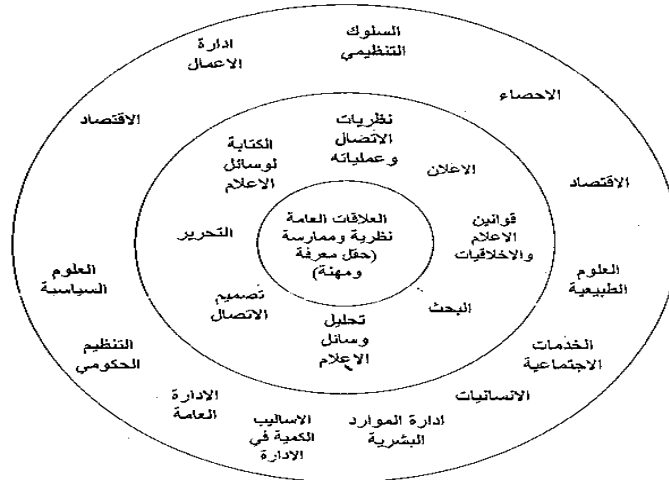 السلوك
التنظيمي
ادارة
الاعمال
الاحصاء
الاقتصاد
نظريات
الاتصال
وعملياته
الكتابة
لوسائل
الاعلام
الاعلان
الاقتصاد
العلاقات العامة
نظرية وممارسة
(حقل معرفة
ومهنة)
قوانين
الاعلام
والاخلاقيات
التحرير
العلوم
السياسية
العلوم
الطبيعية
تصميم
الاتصال
البحث
تحليل
وسائل
الاعلام
التنظيم
الحكومي
الخدمات
الاجتماعية
الادارة
العامة
الانسانيات
الاساليب
الكمية في
الادارة
ادارة الموارد
البشرية